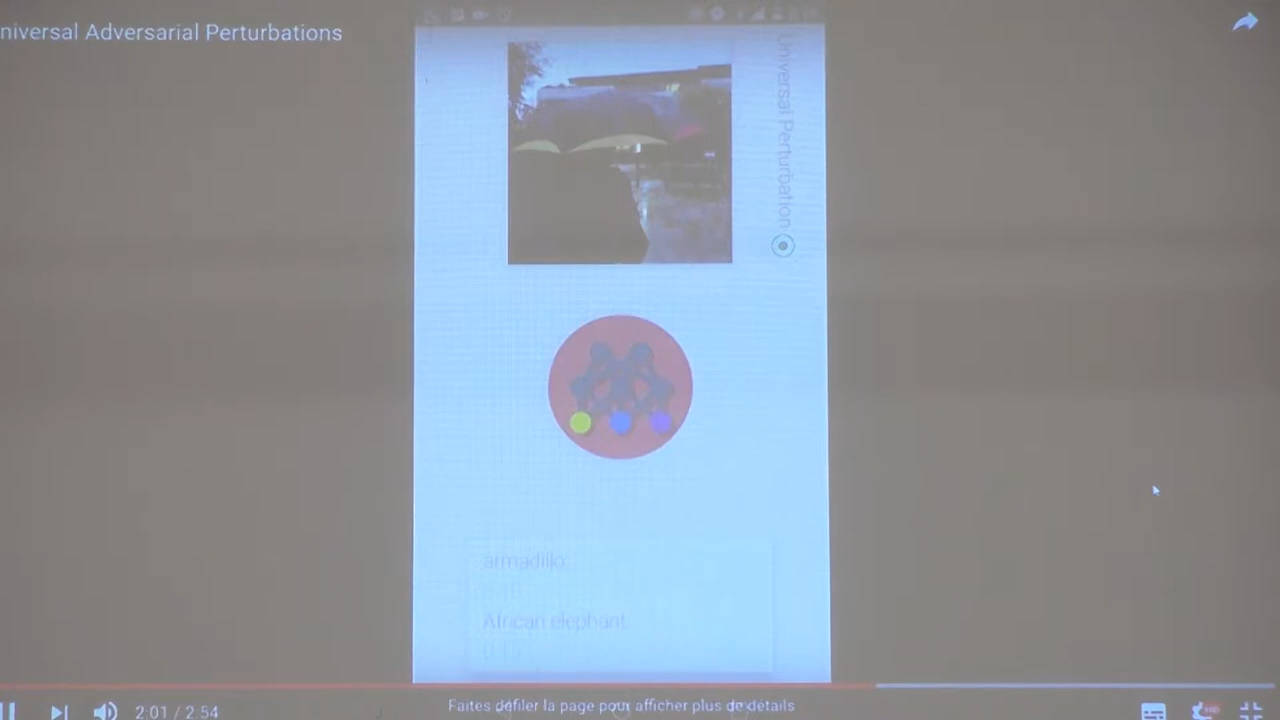 niversal Adversarial Perturbations
Universal Perturbation
armadillo:
African elephant
2:01 / 2:54
Faites défiler la page pour afficher plus de détails